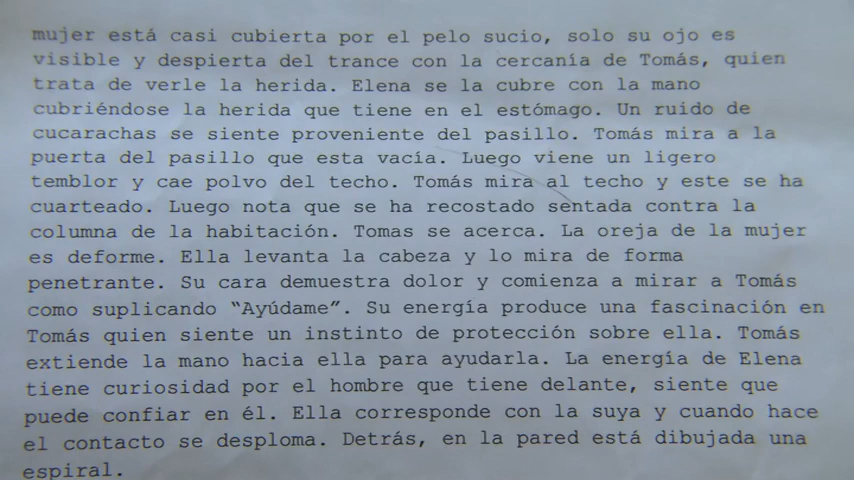 mujer está casi cubierta por el pelo sucio, solo su ojo es
visible y despierta del trance con la cercanía de Tomás, quien
trata de verle la herida. Elena se la cubre con la mano
cubriéndose la herida que tiene en el estómago. Un ruido de
cucarachas se siente proveniente del pasillo. Tomás mira a la
puerta del pasillo que esta vacía. Luego viene un ligero
temblor y cae polvo del techo. Tomás mira al techo y este se ha
cuarteado. Luego nota que se ha recostado sentada contra la
columna de la habitación. Tomas se acerca. La oreja de la mujer
es deforme. Ella levanta la cabeza y lo mira de forma
penetrante. Su cara demuestra dolor y comienza a mirar a Tomás
como suplicando “Ayúdame”. Su energía produce una fascinación en
Tomás quien siente un instinto de protección sobre ella. Tomás
extiende la mano hacia ella para ayudarla. La energía de Elena
tiene curiosidad por el hombre que tiene delante, siente que
puede confiar en él. Ella corresponde con la suya y cuando hace
el contacto se desploma. Detrás, en la pared está dibujada una
espiral.